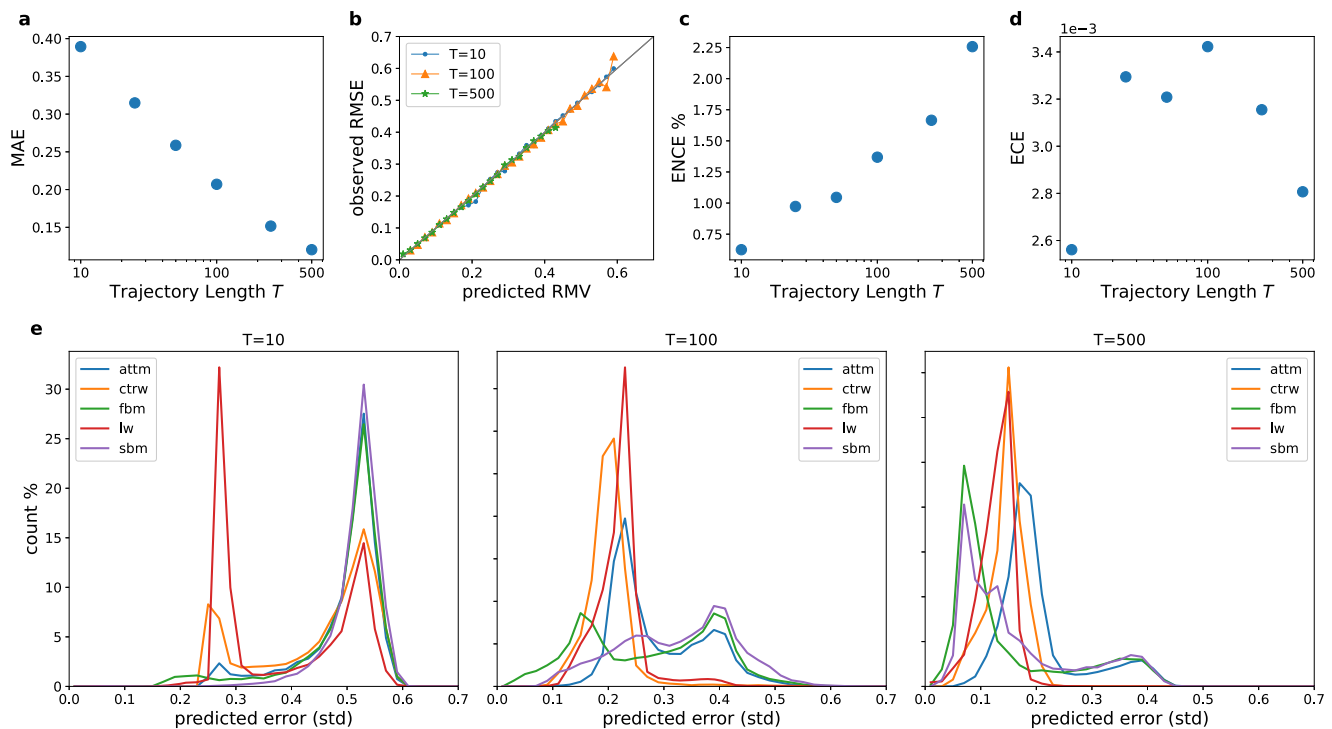 a
0.40
0.35
0.30
0.25
0.20
0.15
MAE
10
100
500
Trajectory Length T
b
0.7
0.6
0.5
0.4
0.3
0.2
0.1
0.0
observed RMSE
T=10
T=100
T=500
0.0
0.2
0.4
0.6
predicted RMV
c
2.25
2.00
1.75
1.50
1.25
1.00
0.75
ENCE %
10
100
500
Trajectory Length T
d
1e−3
3.4
3.2
3.0
2.8
2.6
ECE
10
100
500
Trajectory Length T
e
T=10
30
25
20
15
10
5
0
count %
attm
ctrw
fbm
lw
sbm
0.0 0.1 0.2 0.3 0.4 0.5 0.6 0.7
predicted error (std)
T=100
attm
ctrw
fbm
lw
sbm
0.0 0.1 0.2 0.3 0.4 0.5 0.6 0.7
predicted error (std)
T=500
attm
ctrw
fbm
lw
sbm
0.0 0.1 0.2 0.3 0.4 0.5 0.6 0.7
predicted error (std)